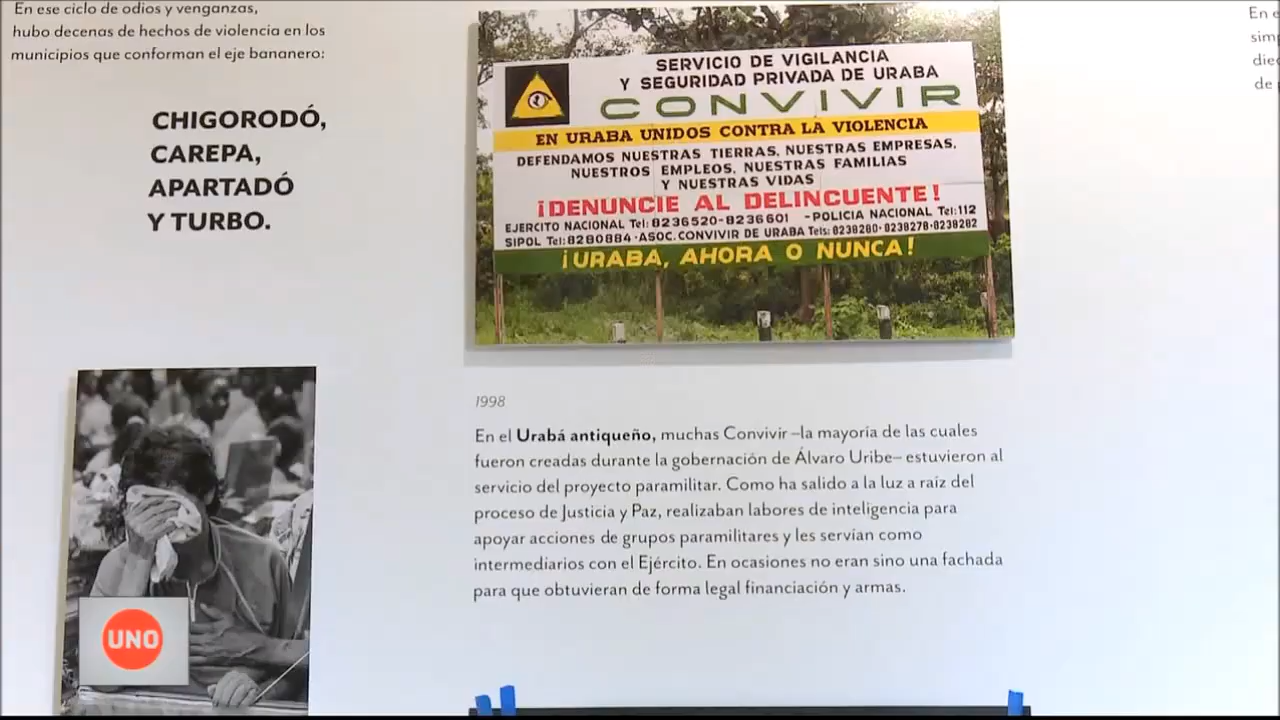 En ese ciclo de odios y venganzas,
hubo decenas de hechos de violencia en los
municipios que conforman el eje bananero:
CHIGORODÓ,
CAREPA,
APARTADÓ
Y TURBO.
SERVICIO DE VIGILANCIA
Y SEGURIDAD PRIVADA DE URABA
CONVIVIR
EN URABA UNIDOS CONTRA LA VIOLENCIA
DEFENDAMOS NUESTRAS TIERRAS, NUESTRAS EMPRESAS,
NUESTROS EMPLEOS, NUESTRAS FAMILIAS
Y NUESTRAS VIDAS
¡DENUNCIE AL DELINCUENTE!
EJERCITO NACIONAL Tel: 8236520-8236601 -POLICIA NACIONAL Tel:112
SIPOL Tel:8280884-ASOC. CONVIVIR DE URABA Tels: 8238280-8238278-8238282
¡URABA, AHORA O NUNCA!
1998
En el Urabá antiqueño, muchas Convivir –la mayoría de las cuales
fueron creadas durante la gobernación de Álvaro Uribe– estuvieron al
servicio del proyecto paramilitar. Como ha salido a la luz a raíz del
proceso de Justicia y Paz, realizaban labores de inteligencia para
apoyar acciones de grupos paramilitares y les servían como
intermediarios con el Ejército. En ocasiones no eran sino una fachada
para que obtuvieran de forma legal financiación y armas.
En
de
UNO